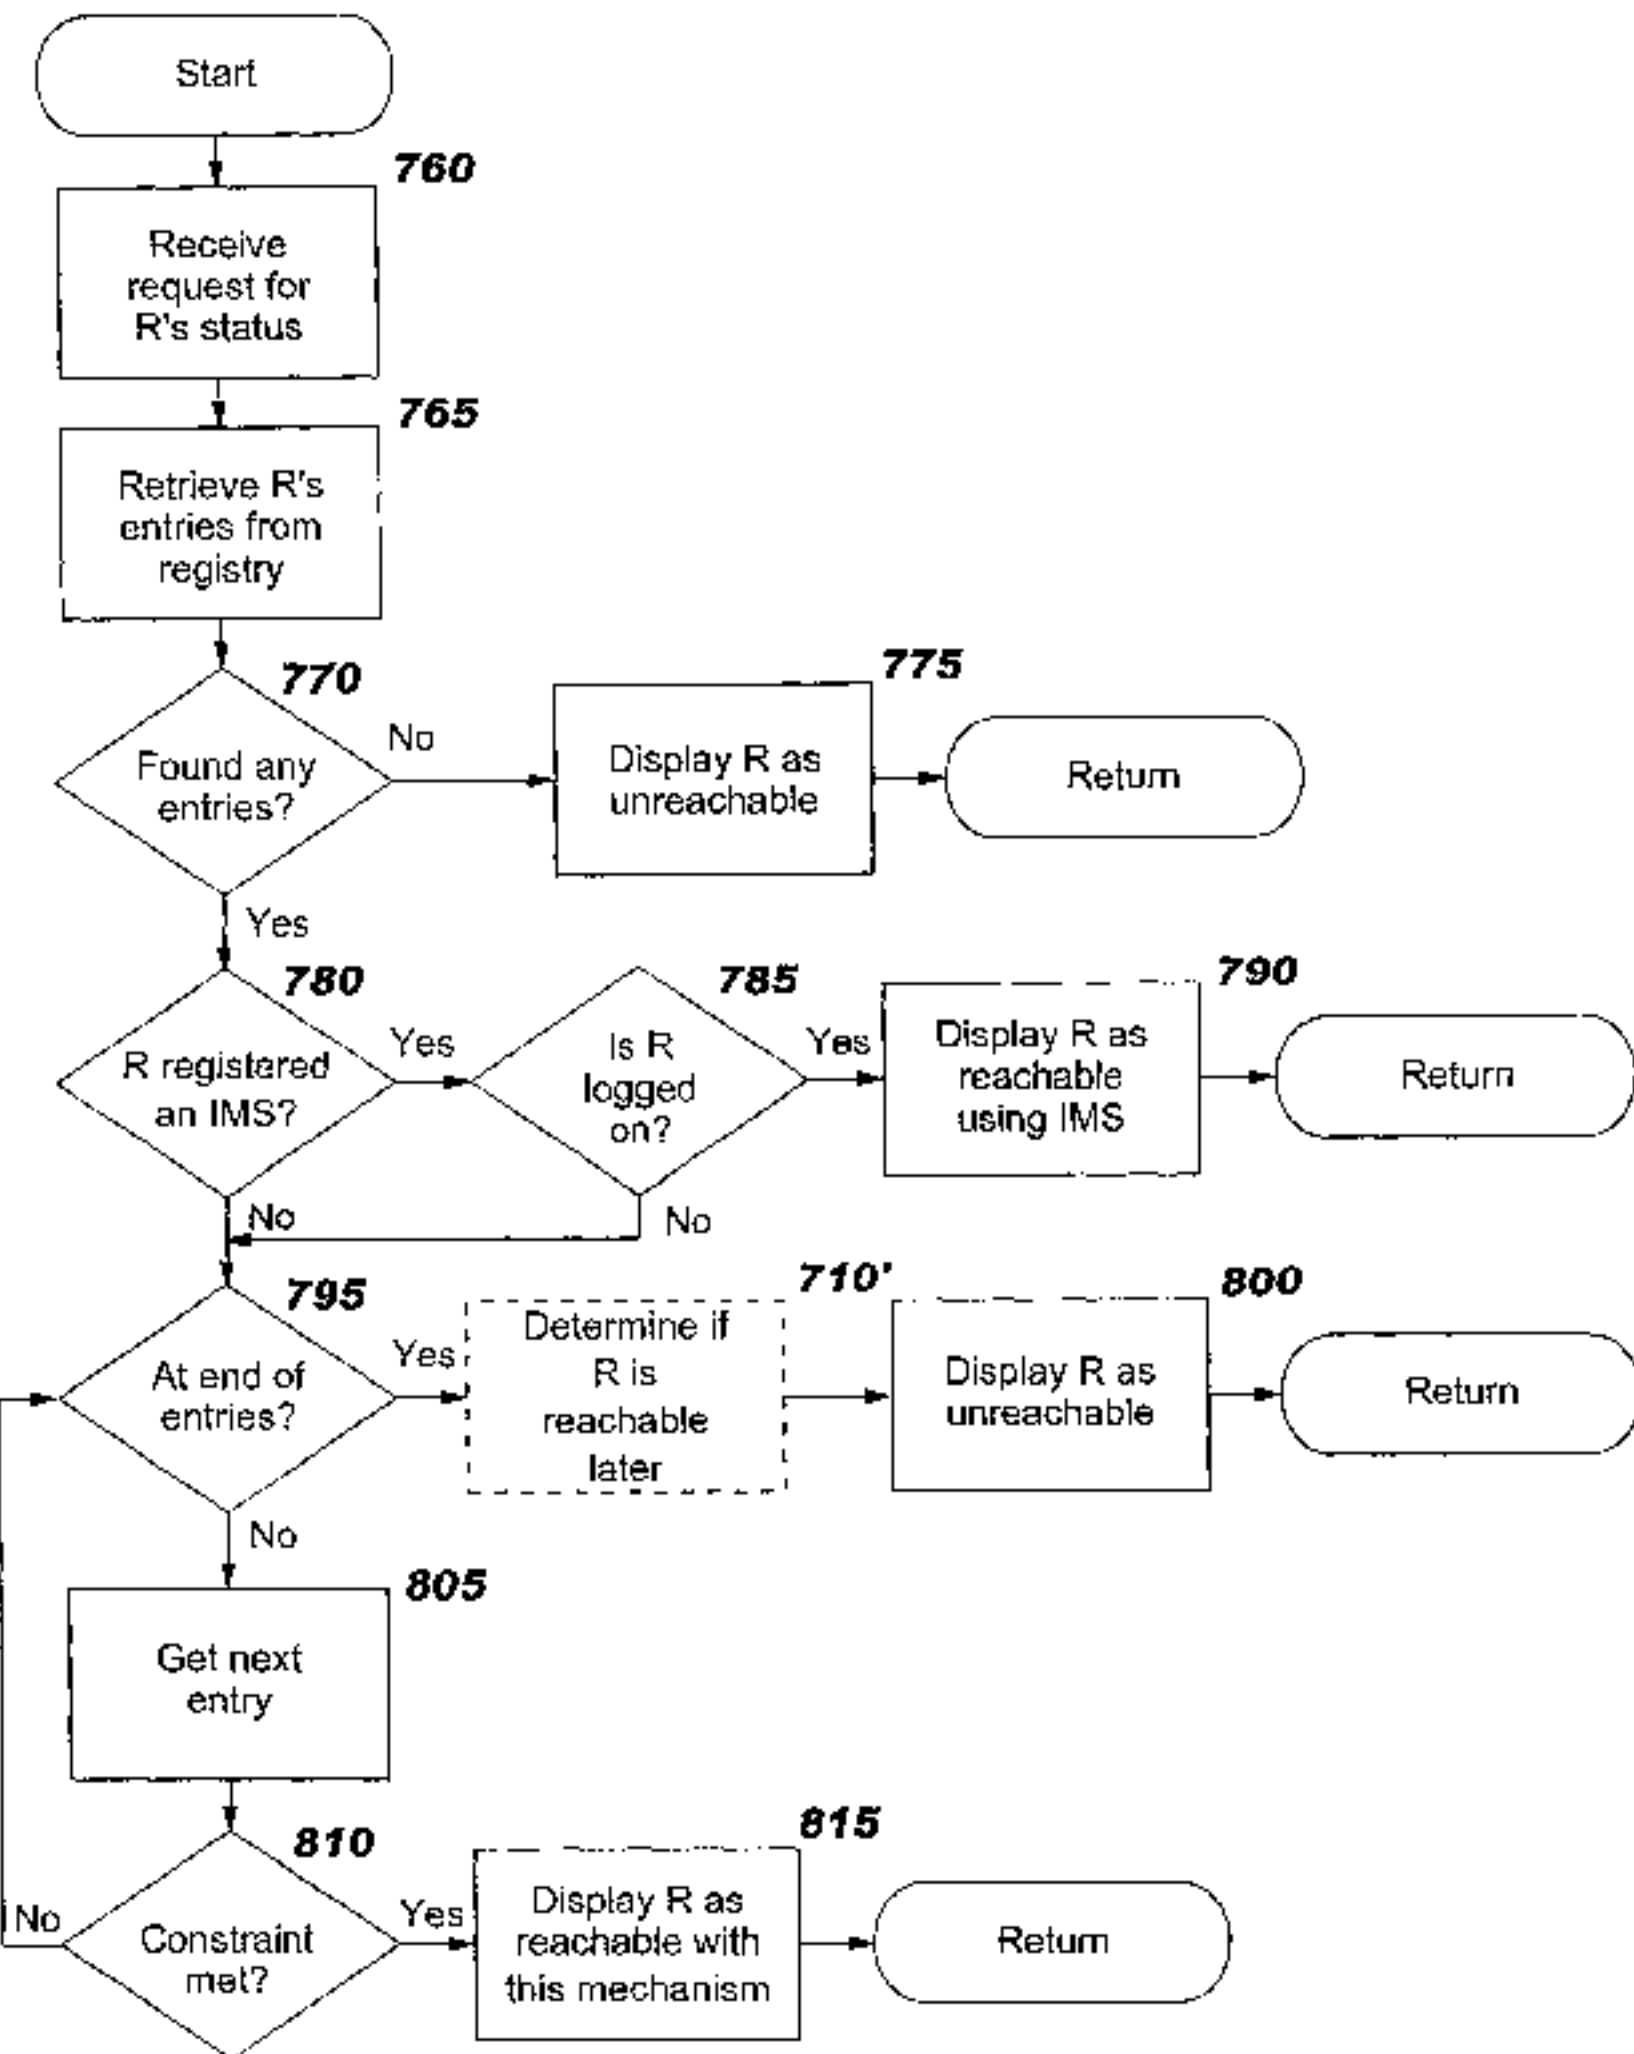 Start
760
Receive
request for
R's status
765
Retrieve R's
entries from
registry
770
Found any
entries?
No
775
Display R as
unreachable
Return
Yes
780
R registered
an IMS?
Yes
785
Is R
logged
on?
Yes
790
Display R as
reachable
using IMS
Return
No
No
795
At end of
entries?
Yes
710'
Determine if
R is
reachable
later
800
Display R as
unreachable
Return
No
805
Get next
entry
810
Constraint
met?
No
Yes
815
Display R as
reachable with
this mechanism
Return